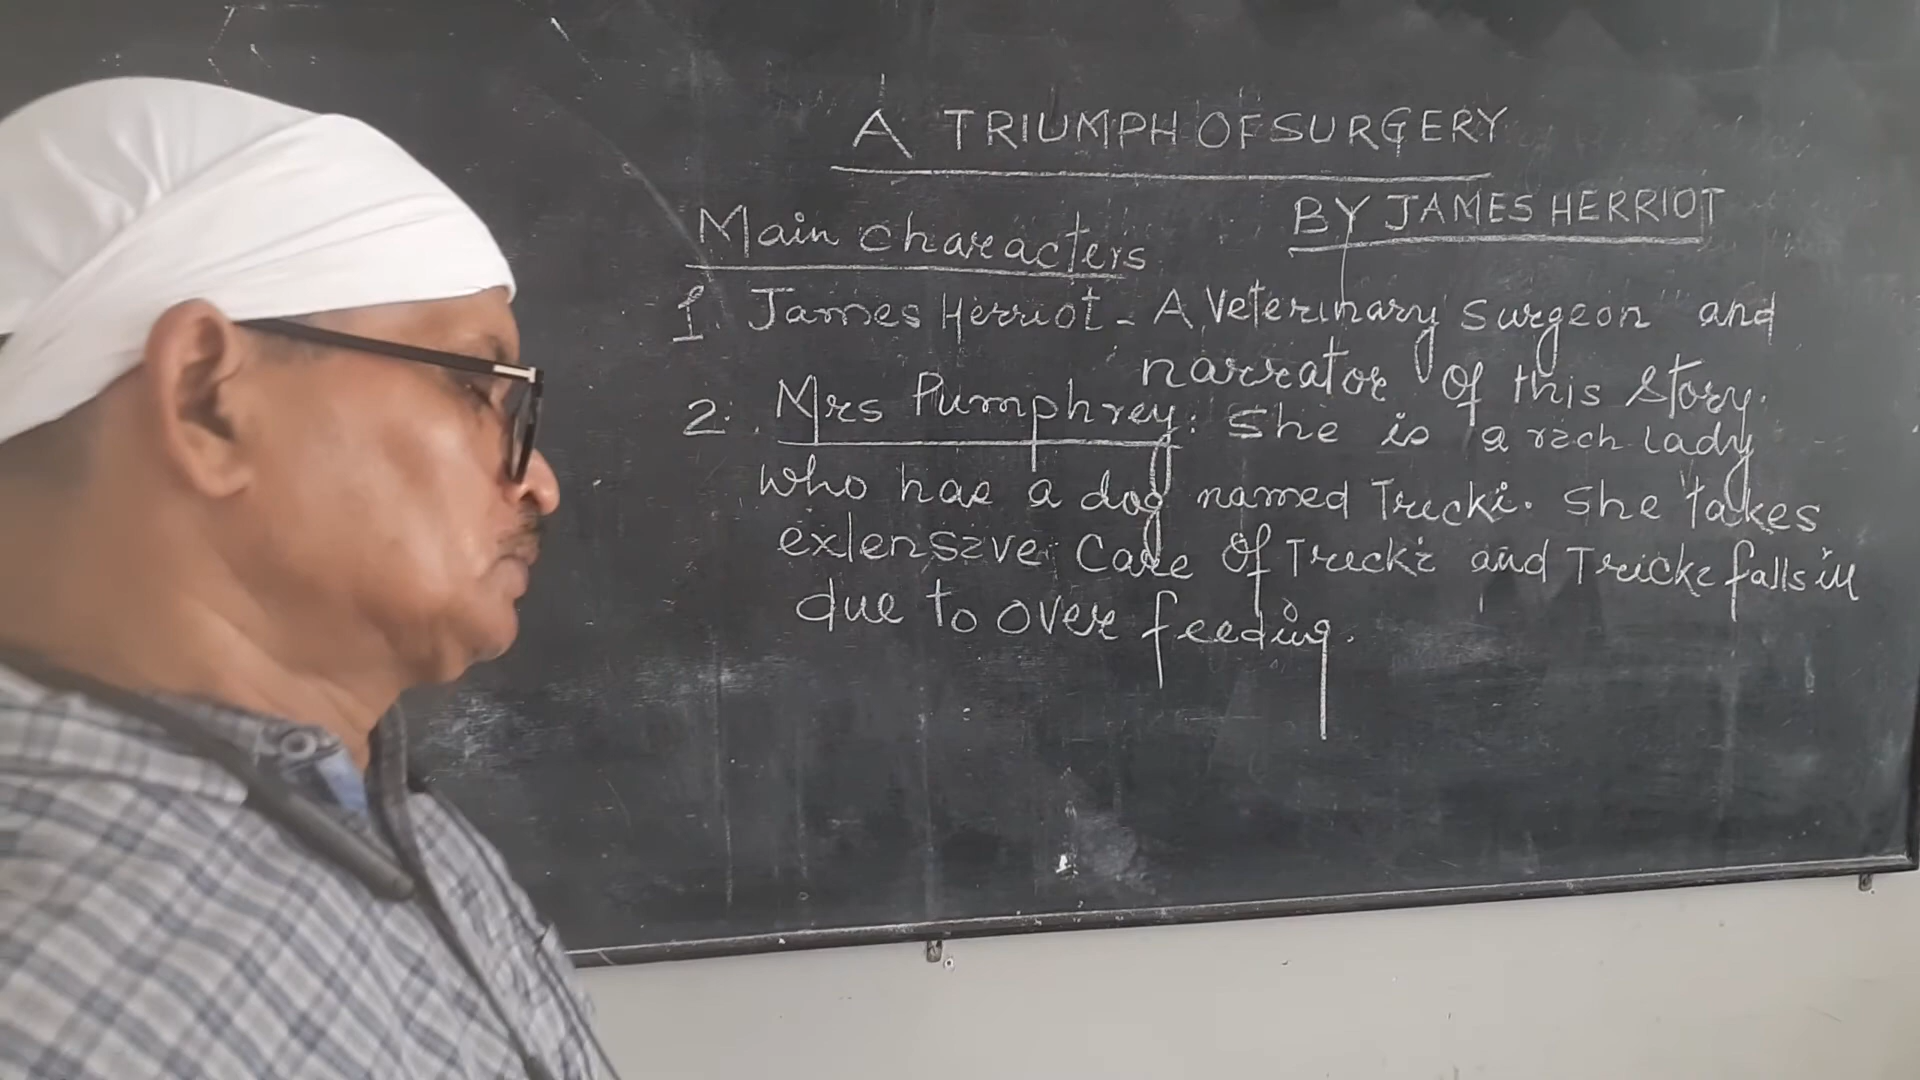 A TRIUMPH OF SURGERY
BY JAMES HERRIOT
Main characters
1. James Herriot - A Veterinary Surgeon and
narrator of this story.
2. Mrs Pumphrey: She is a rich lady
who has a dog named Tricki. She takes
extensive care of Tricki and Tricki falls ill
due to over feeding.